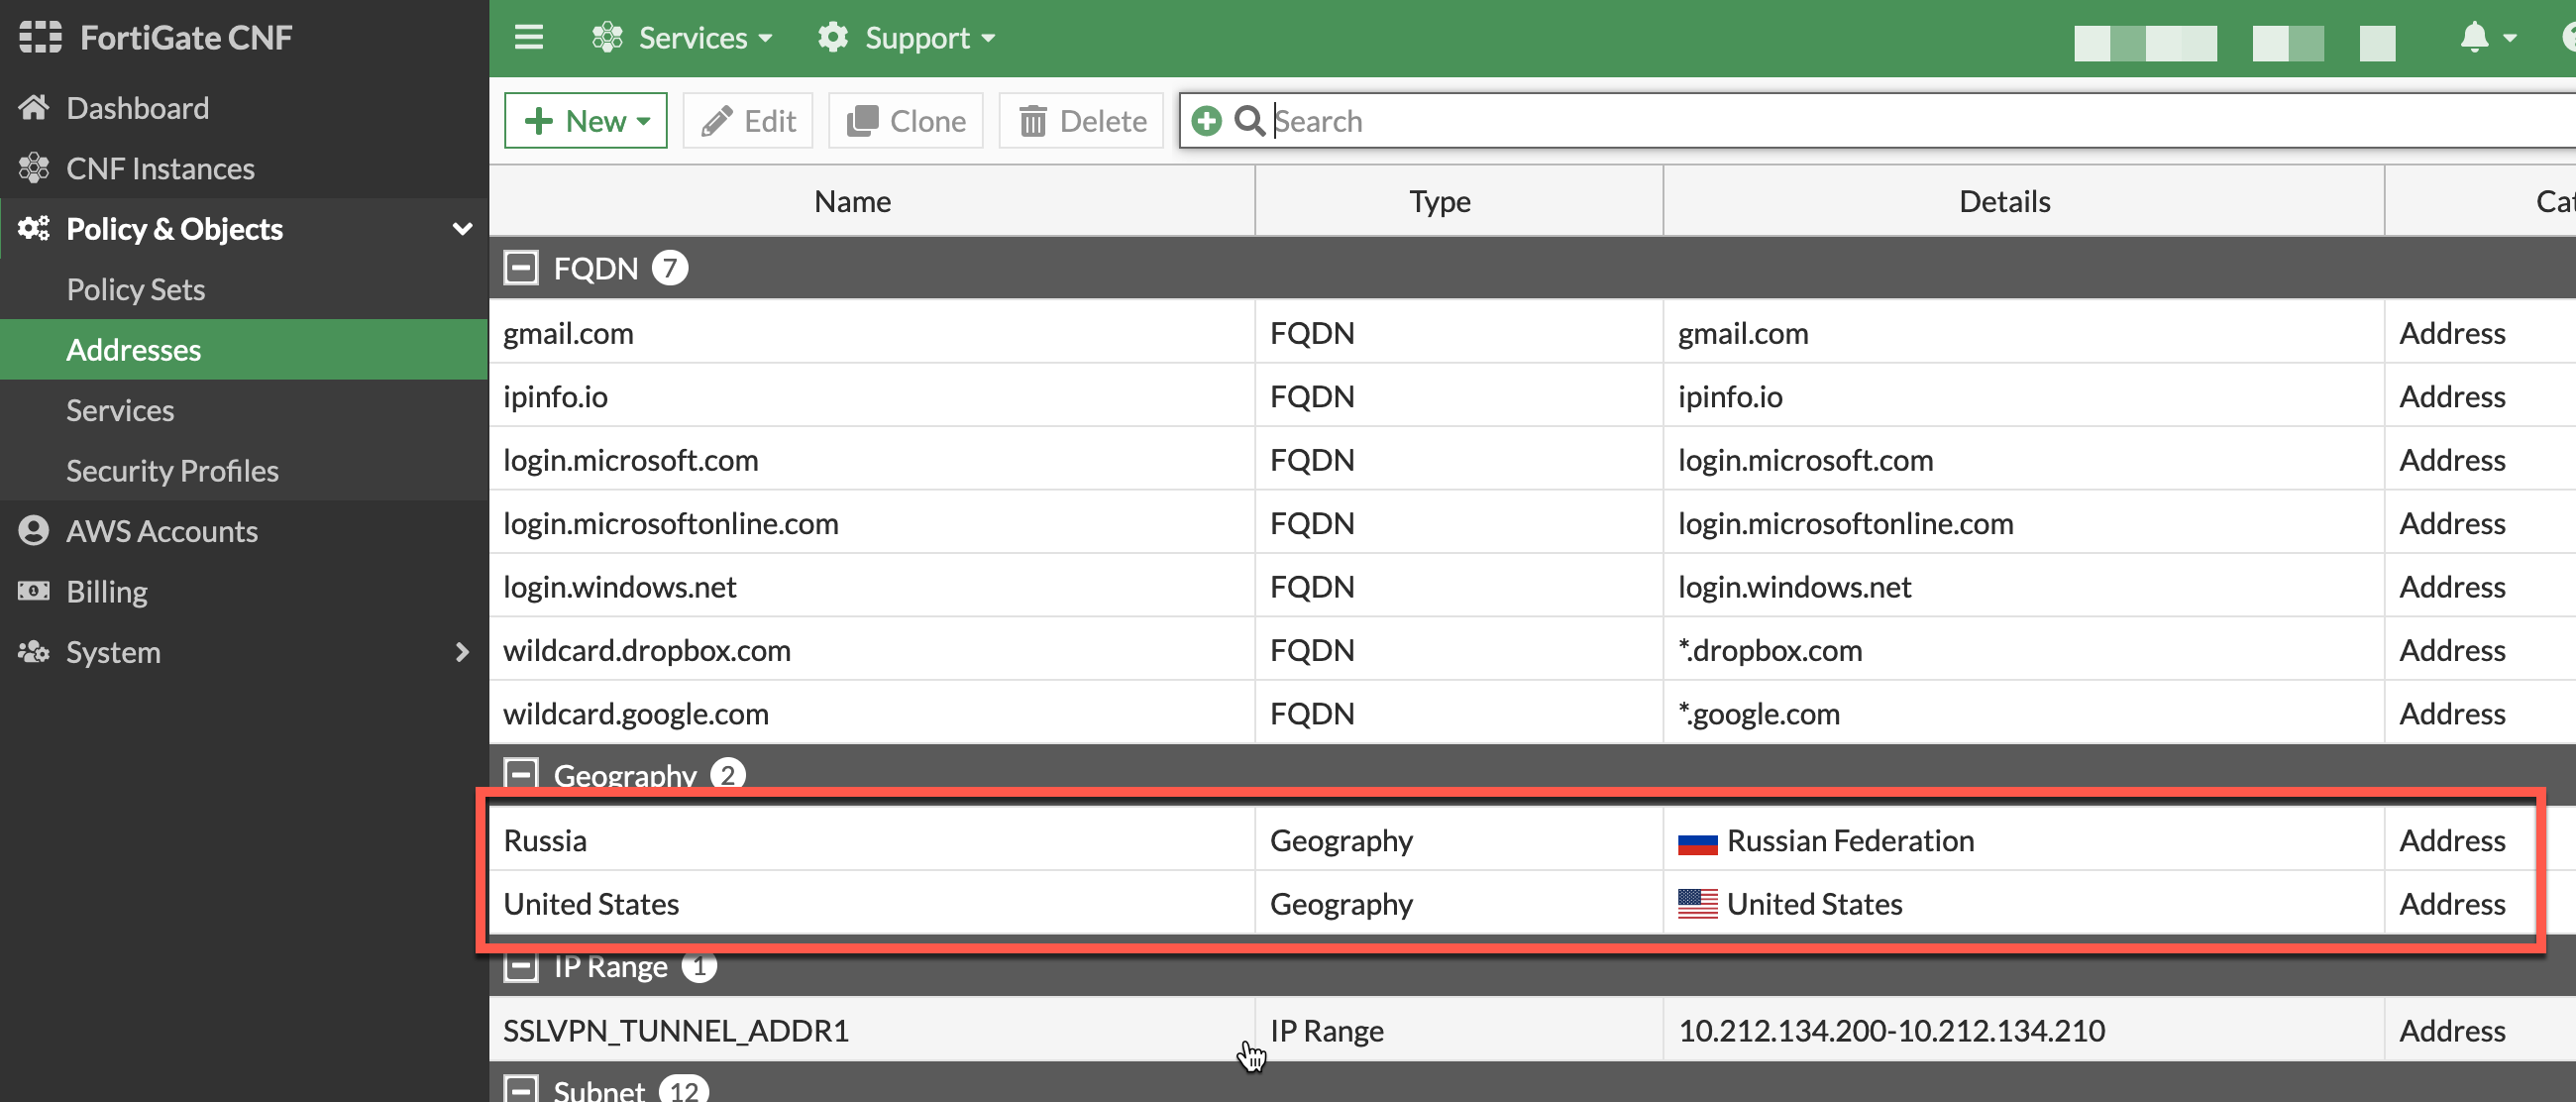 FortiGate CNF
Services
Support
Dashboard
CNF Instances
Policy & Objects
Policy Sets
Addresses
Services
Security Profiles
AWS Accounts
Billing
System
New
Edit
Clone
Delete
Search
Name Type Details Cat
FQDN 7
gmail.com FQDN gmail.com Address
ipinfo.io FQDN ipinfo.io Address
login.microsoft.com FQDN login.microsoft.com Address
login.microsoftonline.com FQDN login.microsoftonline.com Address
login.windows.net FQDN login.windows.net Address
wildcard.dropbox.com FQDN *.dropbox.com Address
wildcard.google.com FQDN *.google.com Address
Geography 2
Russia Geography Russian Federation Address
United States Geography United States Address
IP Range 1
SSLVPN_TUNNEL_ADDR1 IP Range 10.212.134.200-10.212.134.210 Address
Subnet 12